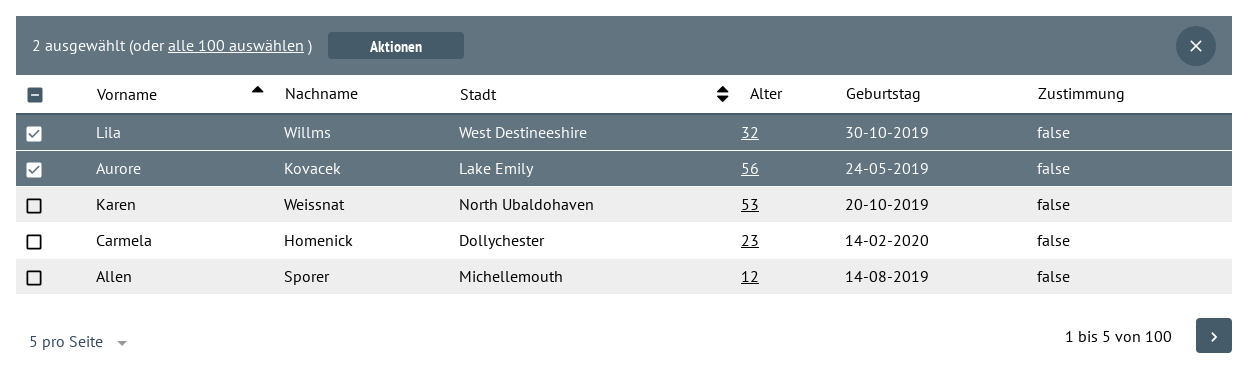 2 ausgewählt (oder alle 100 auswählen ) Aktionen
Vorname Nachname Stadt Alter Geburtstag Zustimmung
Lila Willms West Destineeshire 32 30-10-2019 false
Aurore Kovacek Lake Emily 56 24-05-2019 false
Karen Weissnat North Ubaldohaven 53 20-10-2019 false
Carmela Homenick Dollychester 23 14-02-2020 false
Allen Sporer Michellemouth 12 14-08-2019 false
5 pro Seite 1 bis 5 von 100